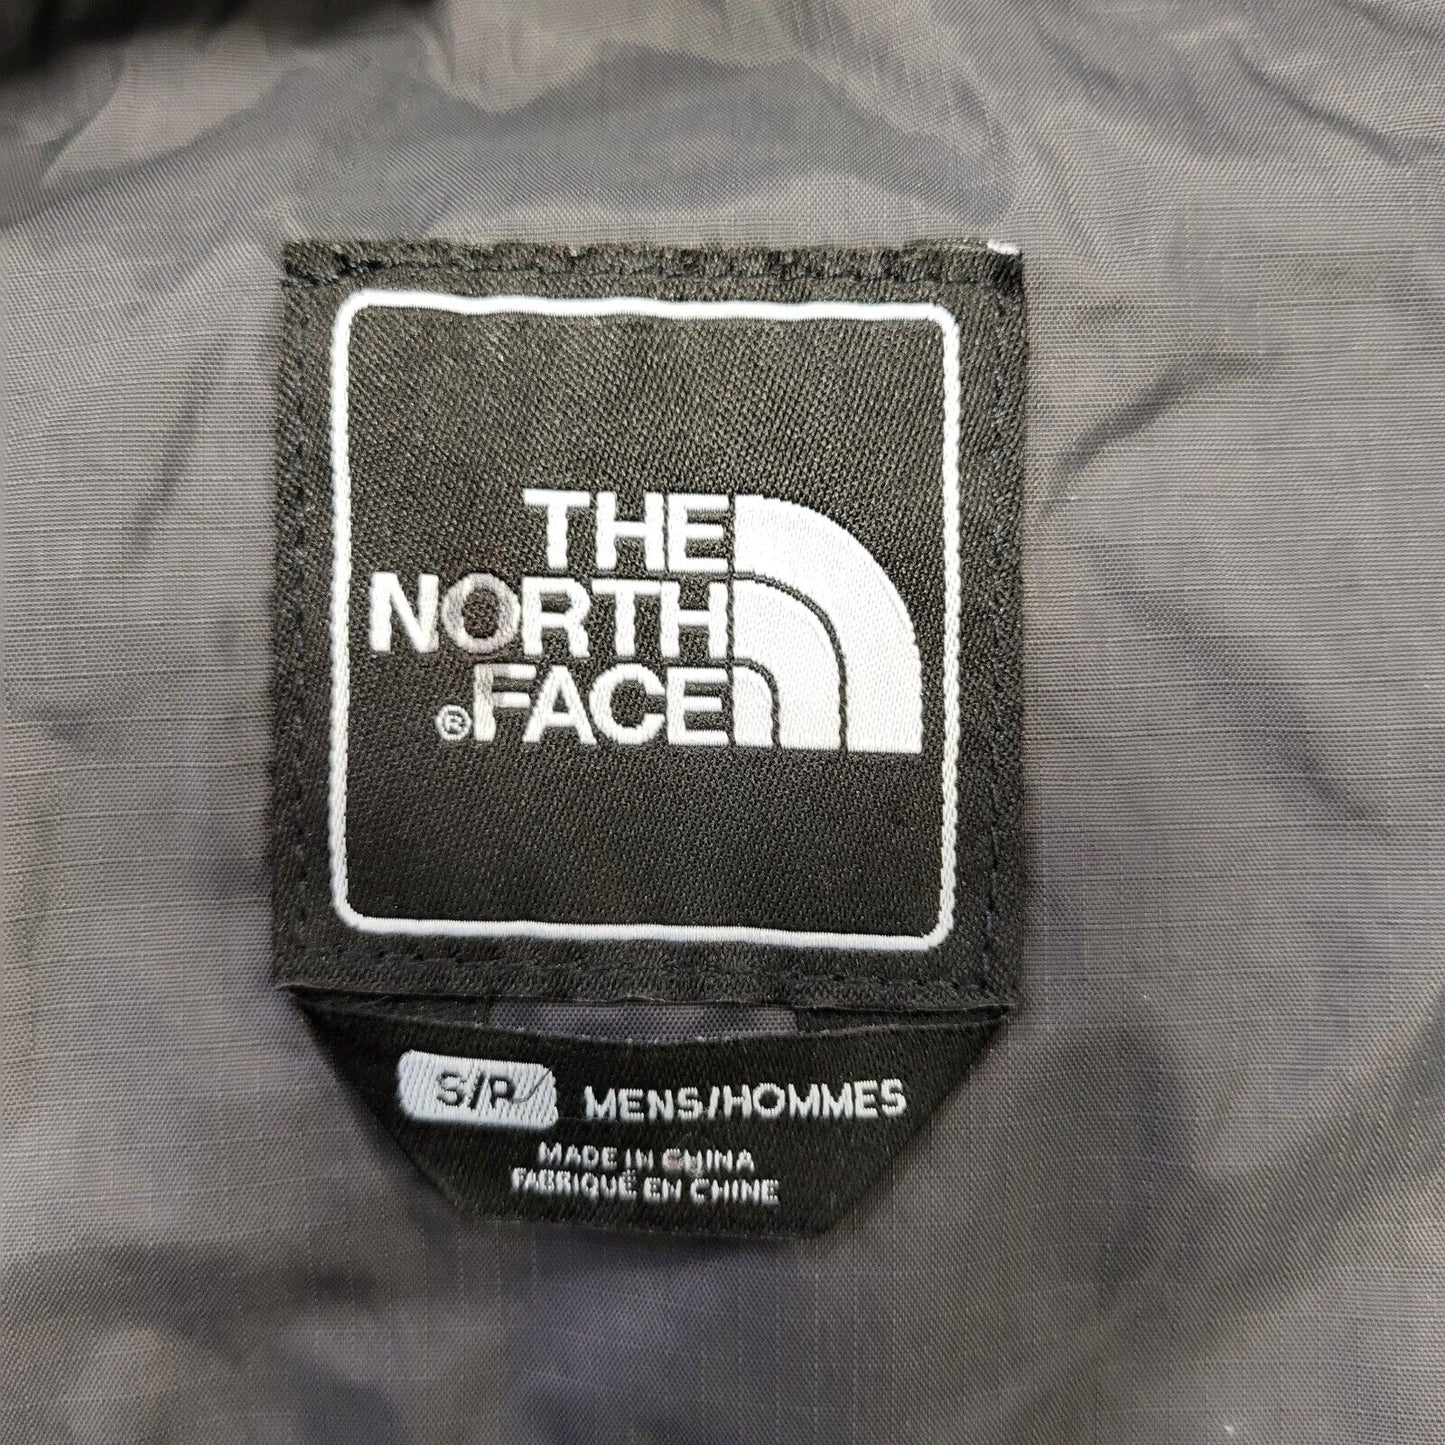 THE
NORTH
® FACE
S/P MENS/HOMMES
MADE IN CHINA
FABRIQUÉ EN CHINE